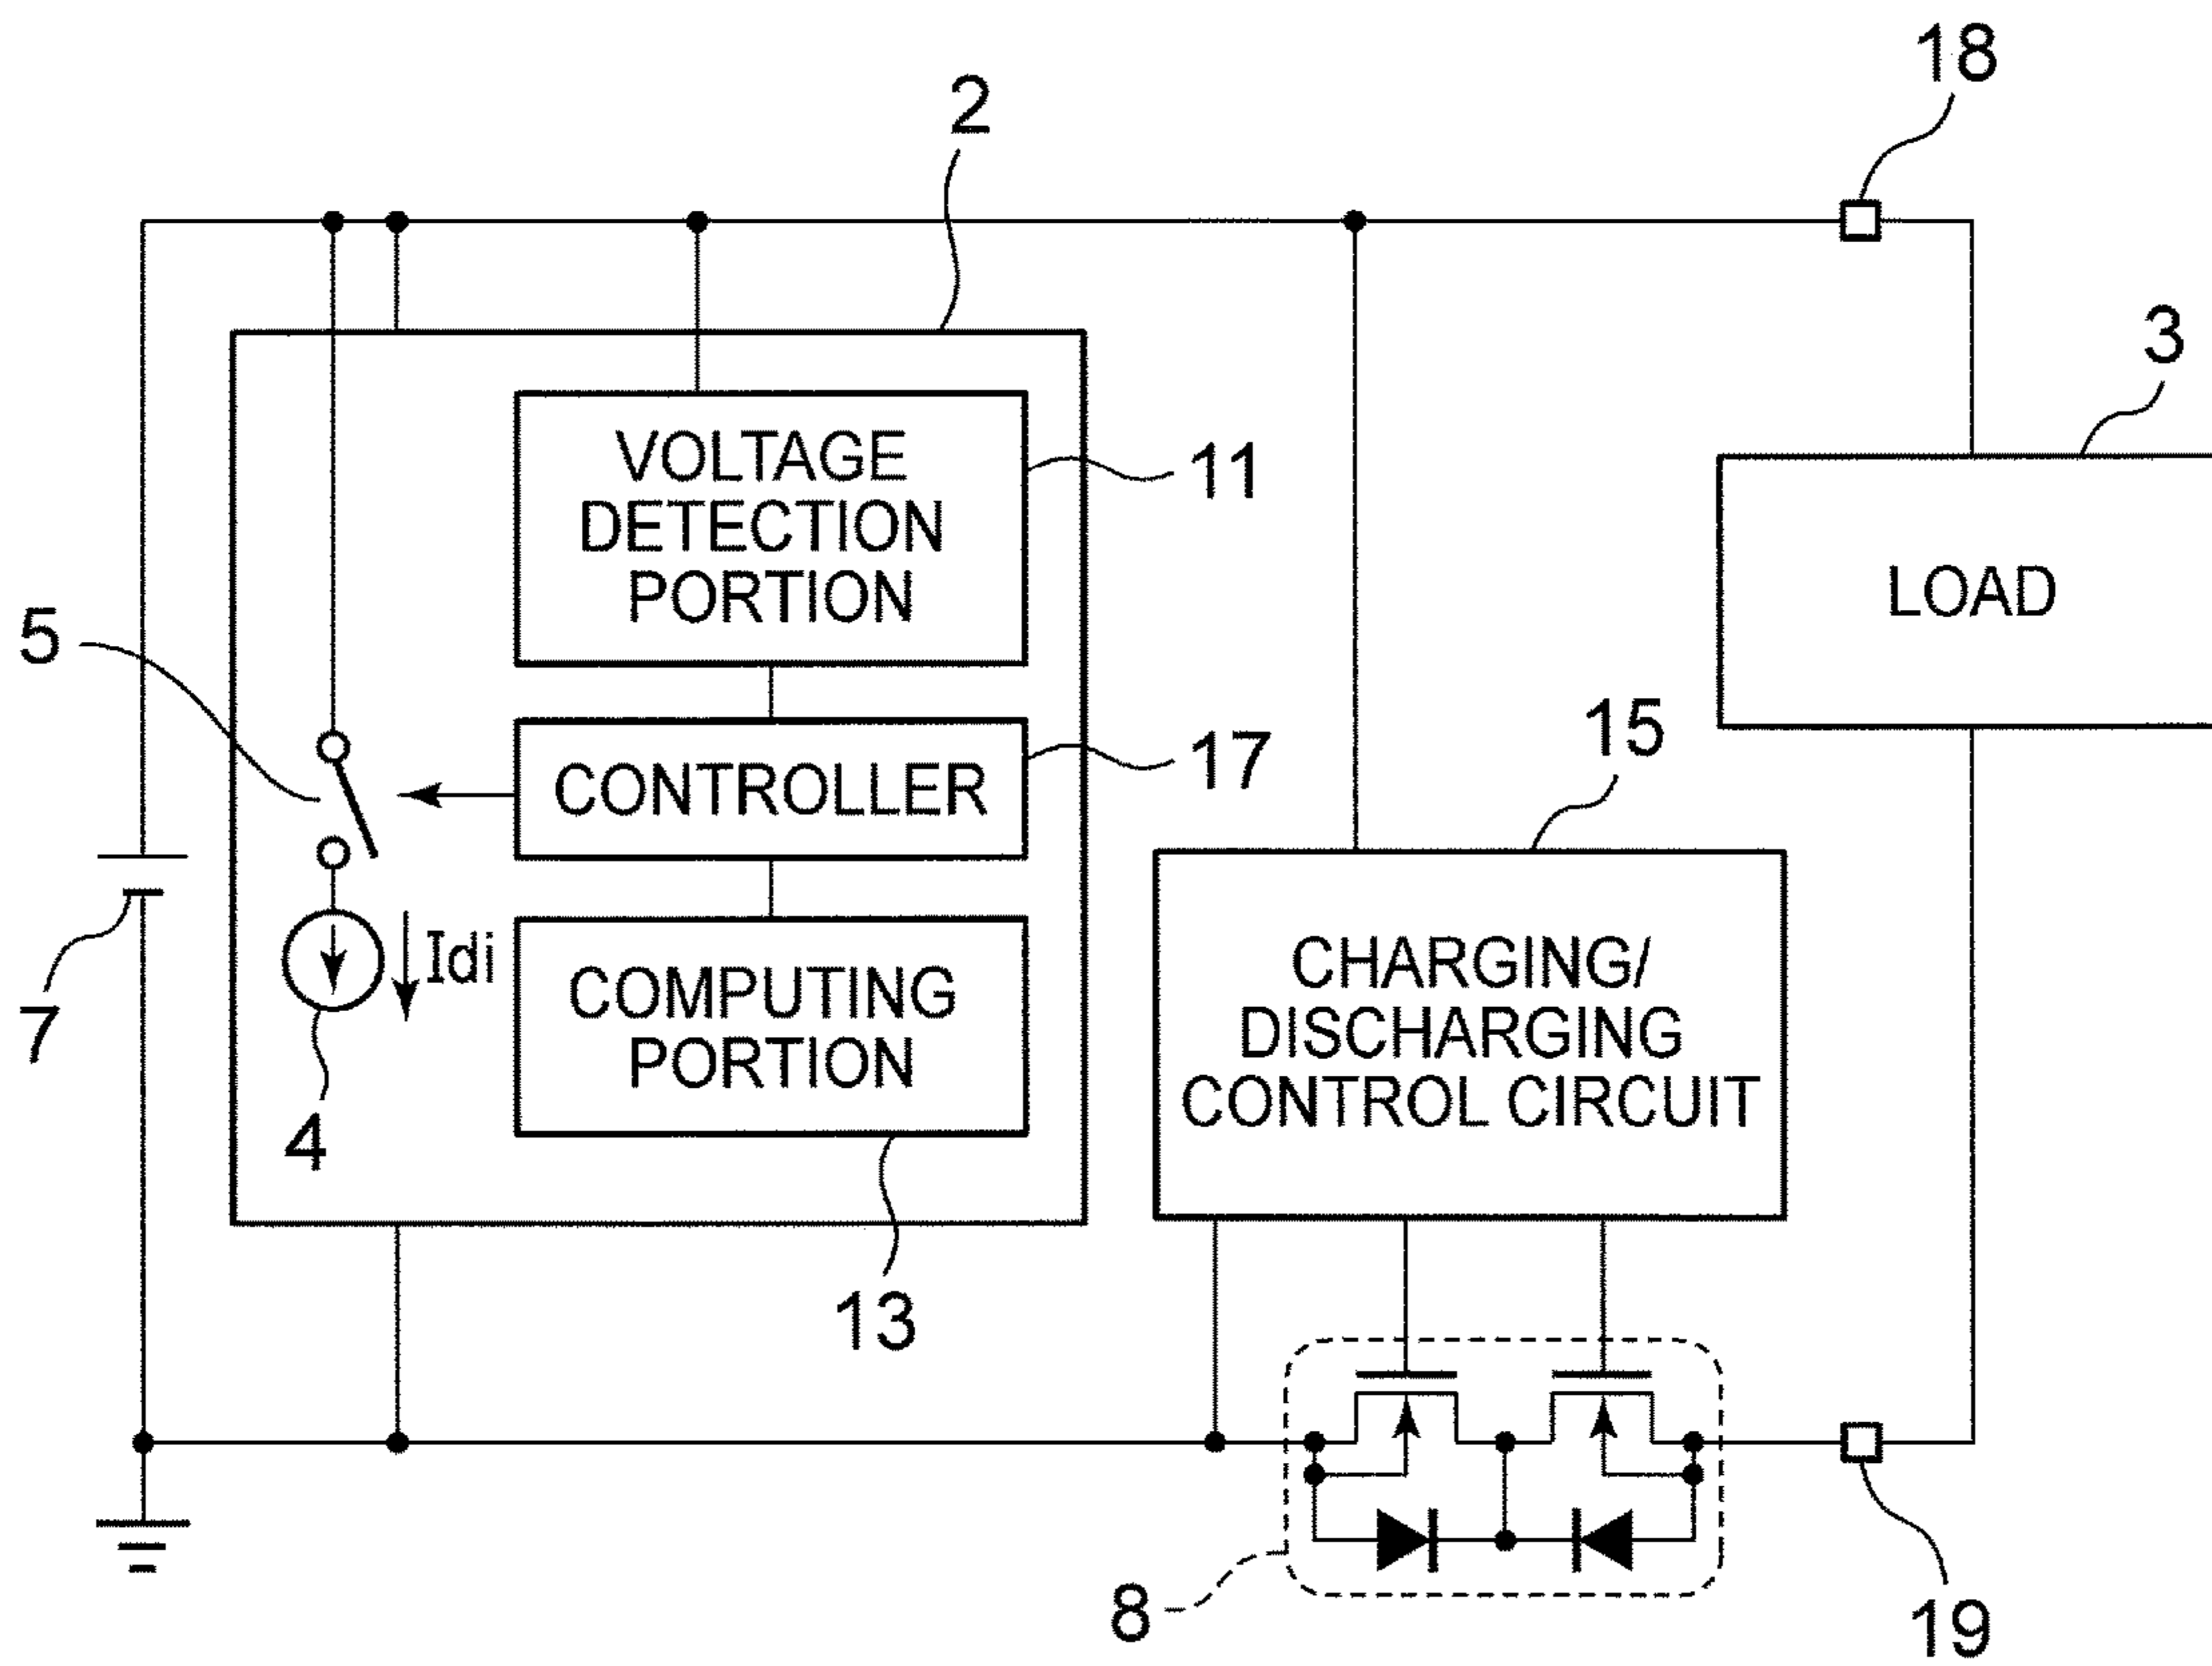 18
2
3
VOLTAGE
DETECTION
PORTION
11
LOAD
5
15
17
CONTROLLER
CHARGING/
DISCHARGING
CONTROL CIRCUIT
Idi
COMPUTING
PORTION
7
4
13
8
19